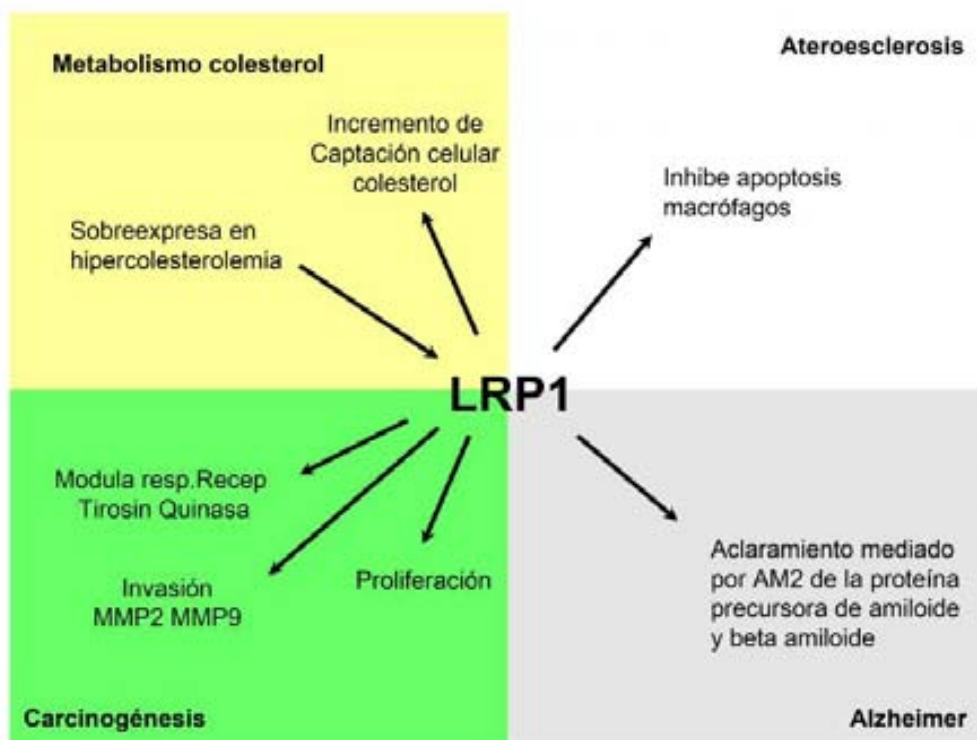 Metabolismo colesterol
Incremento de
Captación celular
colesterol
Sobreexpresa en
hipercolesterolemia
Ateroesclerosis
Inhibe apoptosis
macrófagos
LRP1
Modula resp.Recep
Tirosin Quinasa
Invasión
MMP2 MMP9
Proliferación
Carcinogénesis
Aclaramiento mediado
por AM2 de la proteína
precursora de amiloide
y beta amiloide
Alzheimer